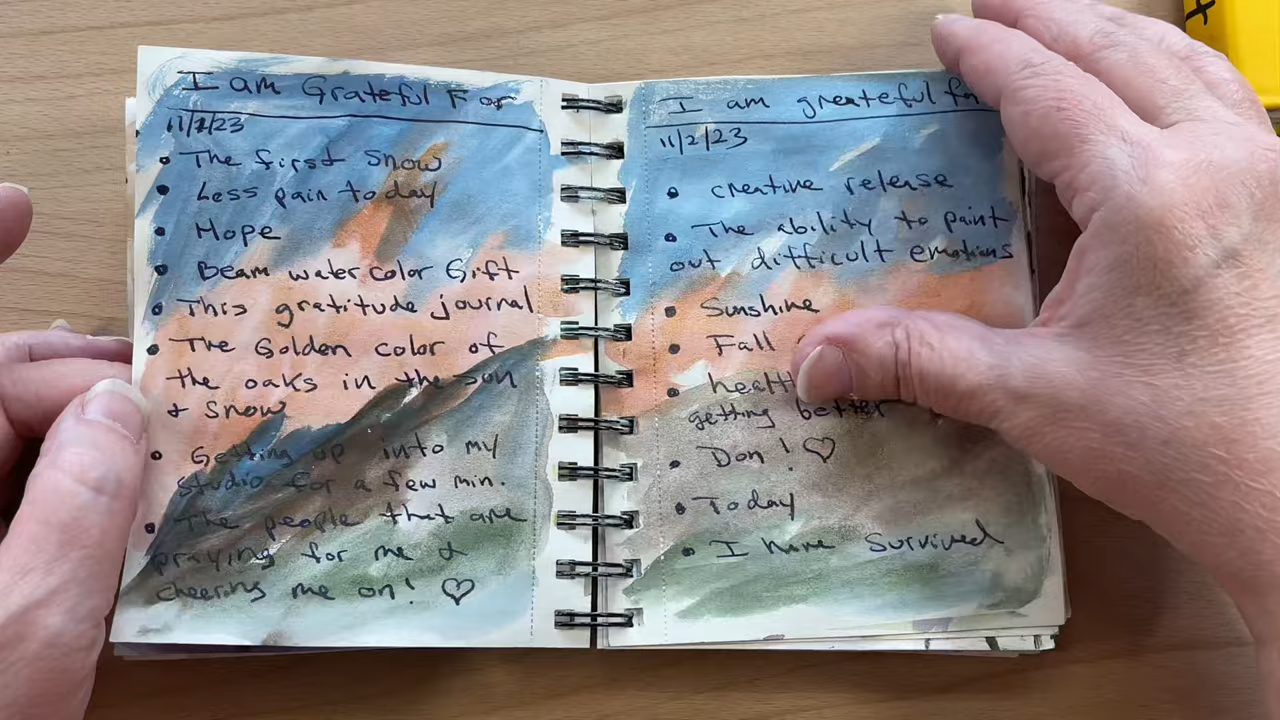 I am Grateful For
11/1/23
• The first snow
• Less pain today
• Hope
• Beam watercolor Gift
• This gratitude journal
• The Golden color of
the oaks in the sun
+ snow
• Getting up into my
studio for a few min.
• The people that are
praying for me +
cheering me on! ♡
I am greateful for
11/2/23
• creative release
• The ability to paint
out difficult emotions
• Sunshine
• Fall
• health
getting better
• Don! ♡
• Today
• I have survived